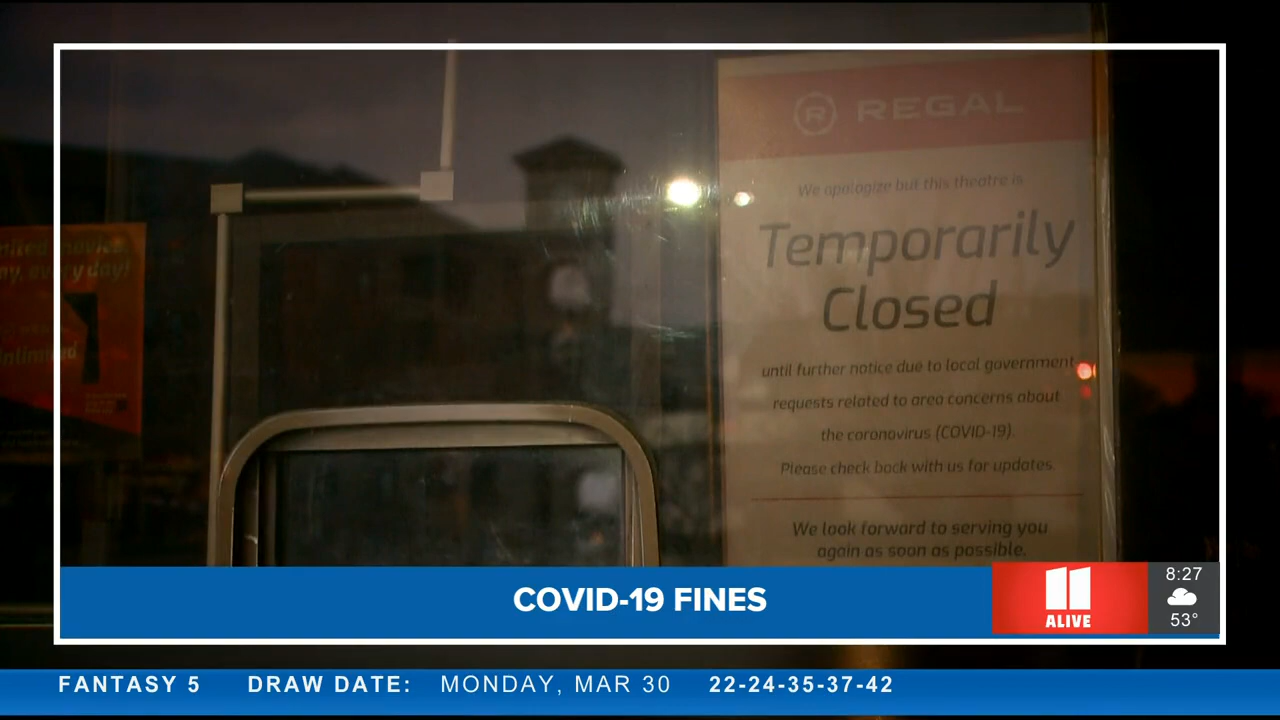 REGAL
We apologize but this theatre is
Temporarily
Closed
until further notice due to local government
requests related to area concerns about
the coronavirus (COVID-19).
Please check back with us for updates.
We look forward to serving you
again as soon as possible.
every day!
COVID-19 FINES
11
ALIVE
8:27
53°
FANTASY 5 DRAW DATE: MONDAY, MAR 30 22-24-35-37-42